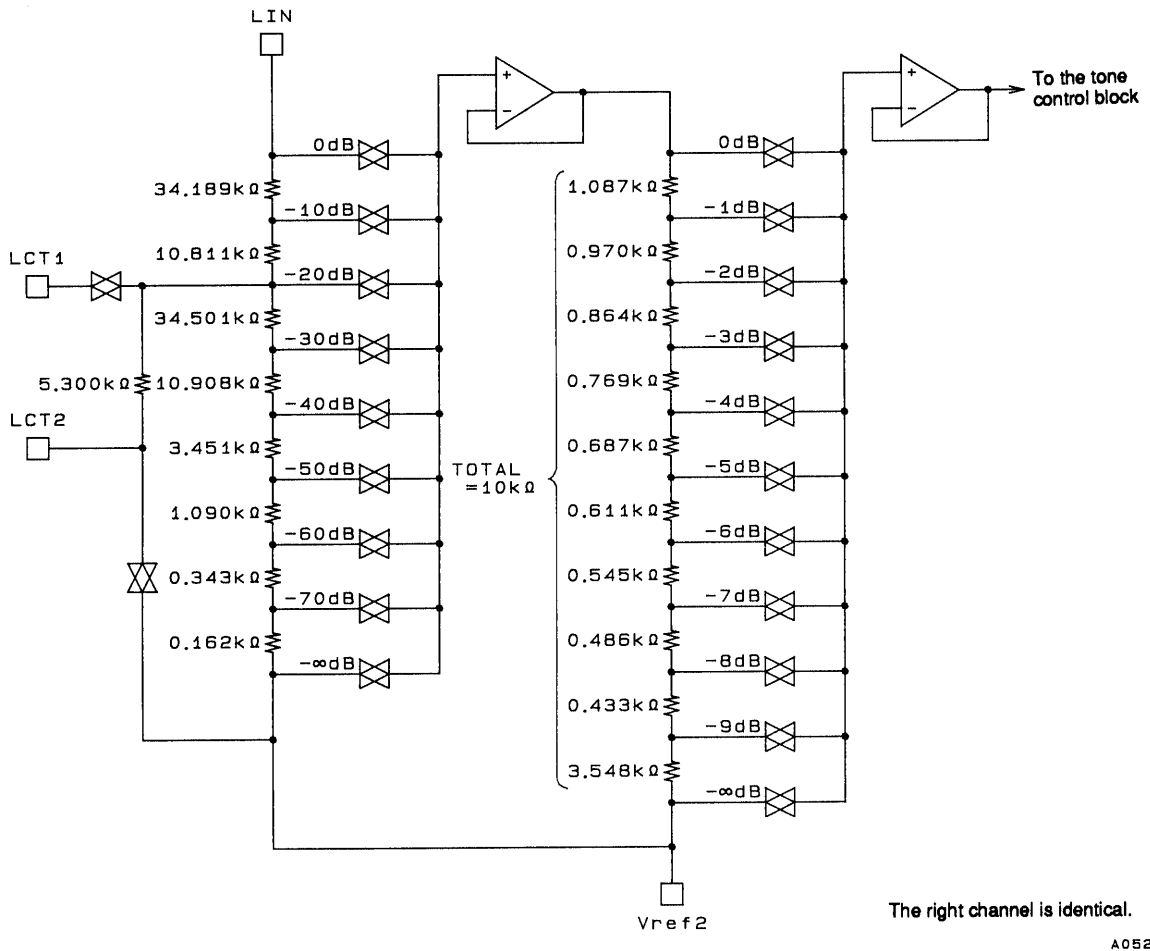 LIN
To the tone
control block
0dB
34.189kΩ
-10dB
10.811kΩ
LCT1
-20dB
34.501kΩ
-30dB
5.300kΩ
10.908kΩ
-40dB
LCT2
3.451kΩ
-50dB
1.090kΩ
-60dB
0.343kΩ
-70dB
0.162kΩ
-∞dB
TOTAL
=10kΩ
0dB
1.087kΩ
-1dB
0.970kΩ
-2dB
0.864kΩ
-3dB
0.769kΩ
-4dB
0.687kΩ
-5dB
0.611kΩ
-6dB
0.545kΩ
-7dB
0.486kΩ
-8dB
0.433kΩ
-9dB
3.548kΩ
-∞dB
Vref2
The right channel is identical.
A052
+
−
+
−